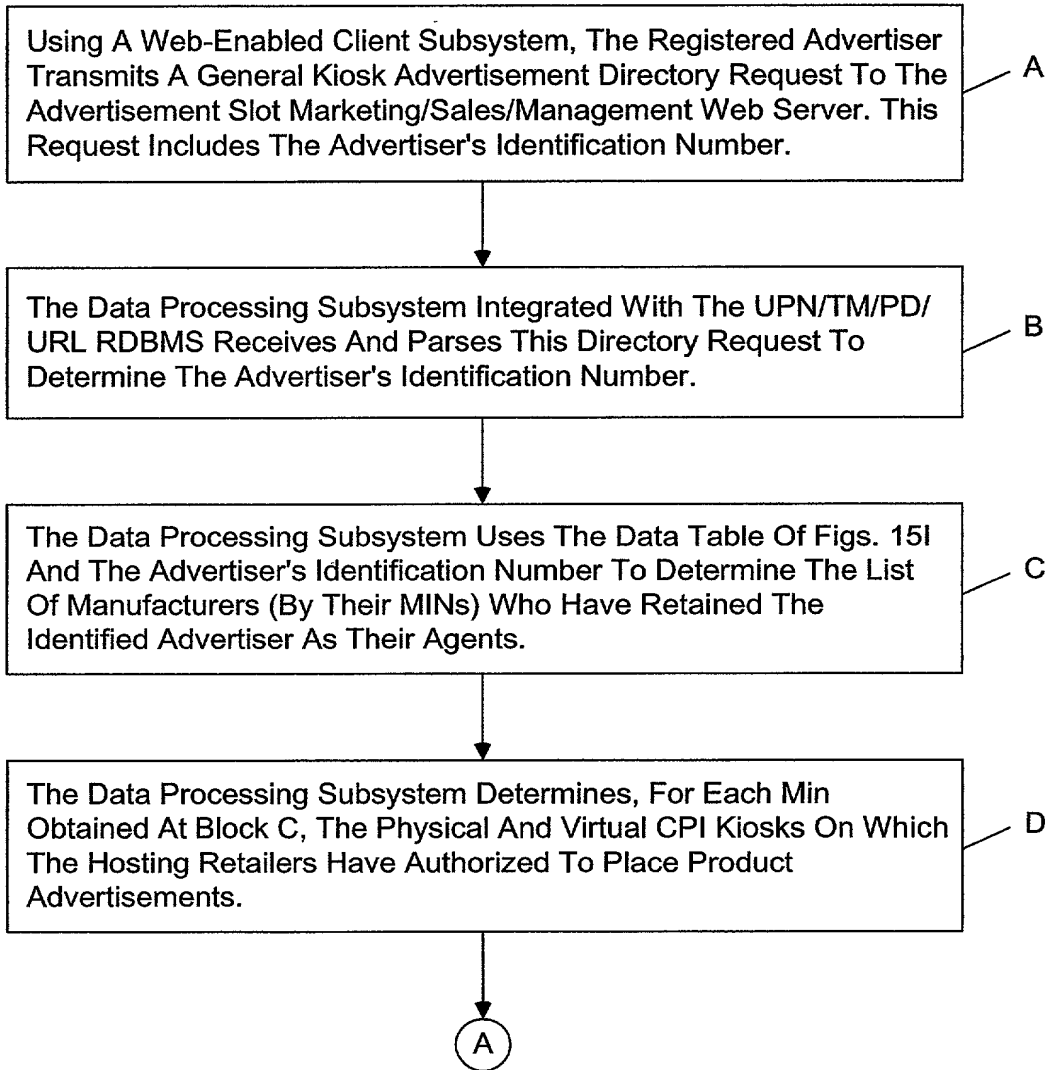 Using A Web-Enabled Client Subsystem, The Registered Advertiser
Transmits A General Kiosk Advertisement Directory Request To The
Advertisement Slot Marketing/Sales/Management Web Server. This
Request Includes The Advertiser's Identification Number.
A
The Data Processing Subsystem Integrated With The UPN/TM/PD/
URL RDBMS Receives And Parses This Directory Request To
Determine The Advertiser's Identification Number.
B
The Data Processing Subsystem Uses The Data Table Of Figs. 15I
And The Advertiser's Identification Number To Determine The List
Of Manufacturers (By Their MINs) Who Have Retained The
Identified Advertiser As Their Agents.
C
The Data Processing Subsystem Determines, For Each Min
Obtained At Block C, The Physical And Virtual CPI Kiosks On Which
The Hosting Retailers Have Authorized To Place Product
Advertisements.
D
A